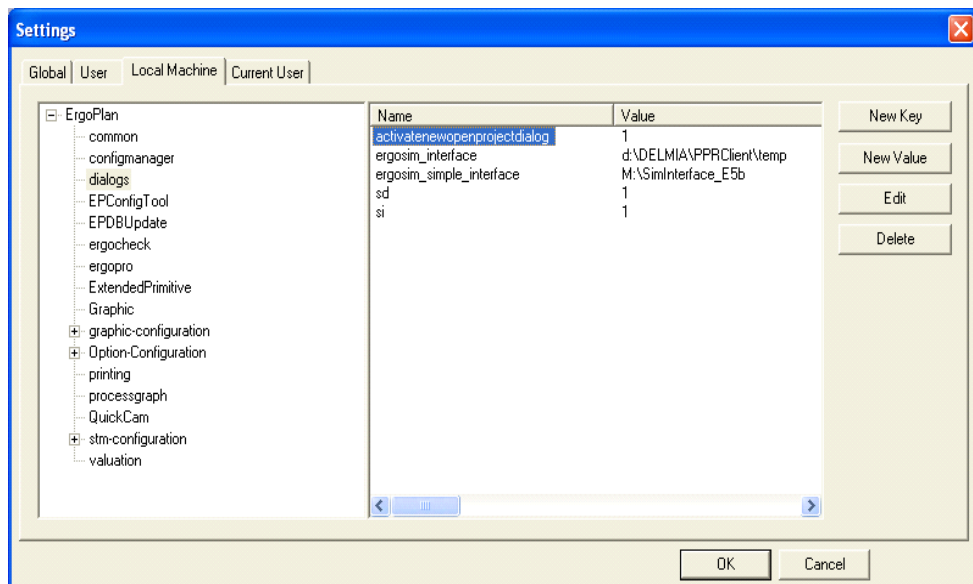 Settings
Global User Local Machine Current User
ErgoPlan
common
configmanager
dialogs
EPConfigTool
EPDBUpdate
ergocheck
ergopro
ExtendedPrimitive
Graphic
graphic-configuration
Option-Configuration
printing
processgraph
QuickCam
stm-configuration
valuation
Name Value
activatenewopenprojectdialog 1
ergosim_interface d:\DELMIA\PPRClient\temp
ergosim_simple_interface M:\SimInterface_E5b
sd 1
si 1
New Key
New Value
Edit
Delete
OK Cancel